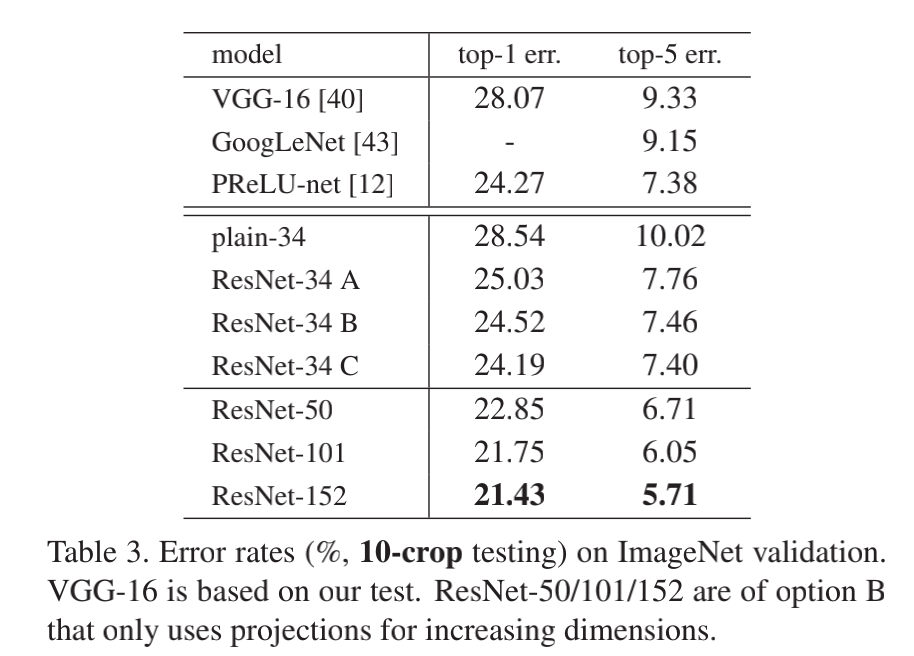 model top-1 err. top-5 err.
VGG-16 [40] 28.07 9.33
GoogLeNet [43] - 9.15
PReLU-net [12] 24.27 7.38
plain-34 28.54 10.02
ResNet-34 A 25.03 7.76
ResNet-34 B 24.52 7.46
ResNet-34 C 24.19 7.40
ResNet-50 22.85 6.71
ResNet-101 21.75 6.05
ResNet-152 21.43 5.71
Table 3. Error rates (%, 10-crop testing) on ImageNet validation.
VGG-16 is based on our test. ResNet-50/101/152 are of option B
that only uses projections for increasing dimensions.